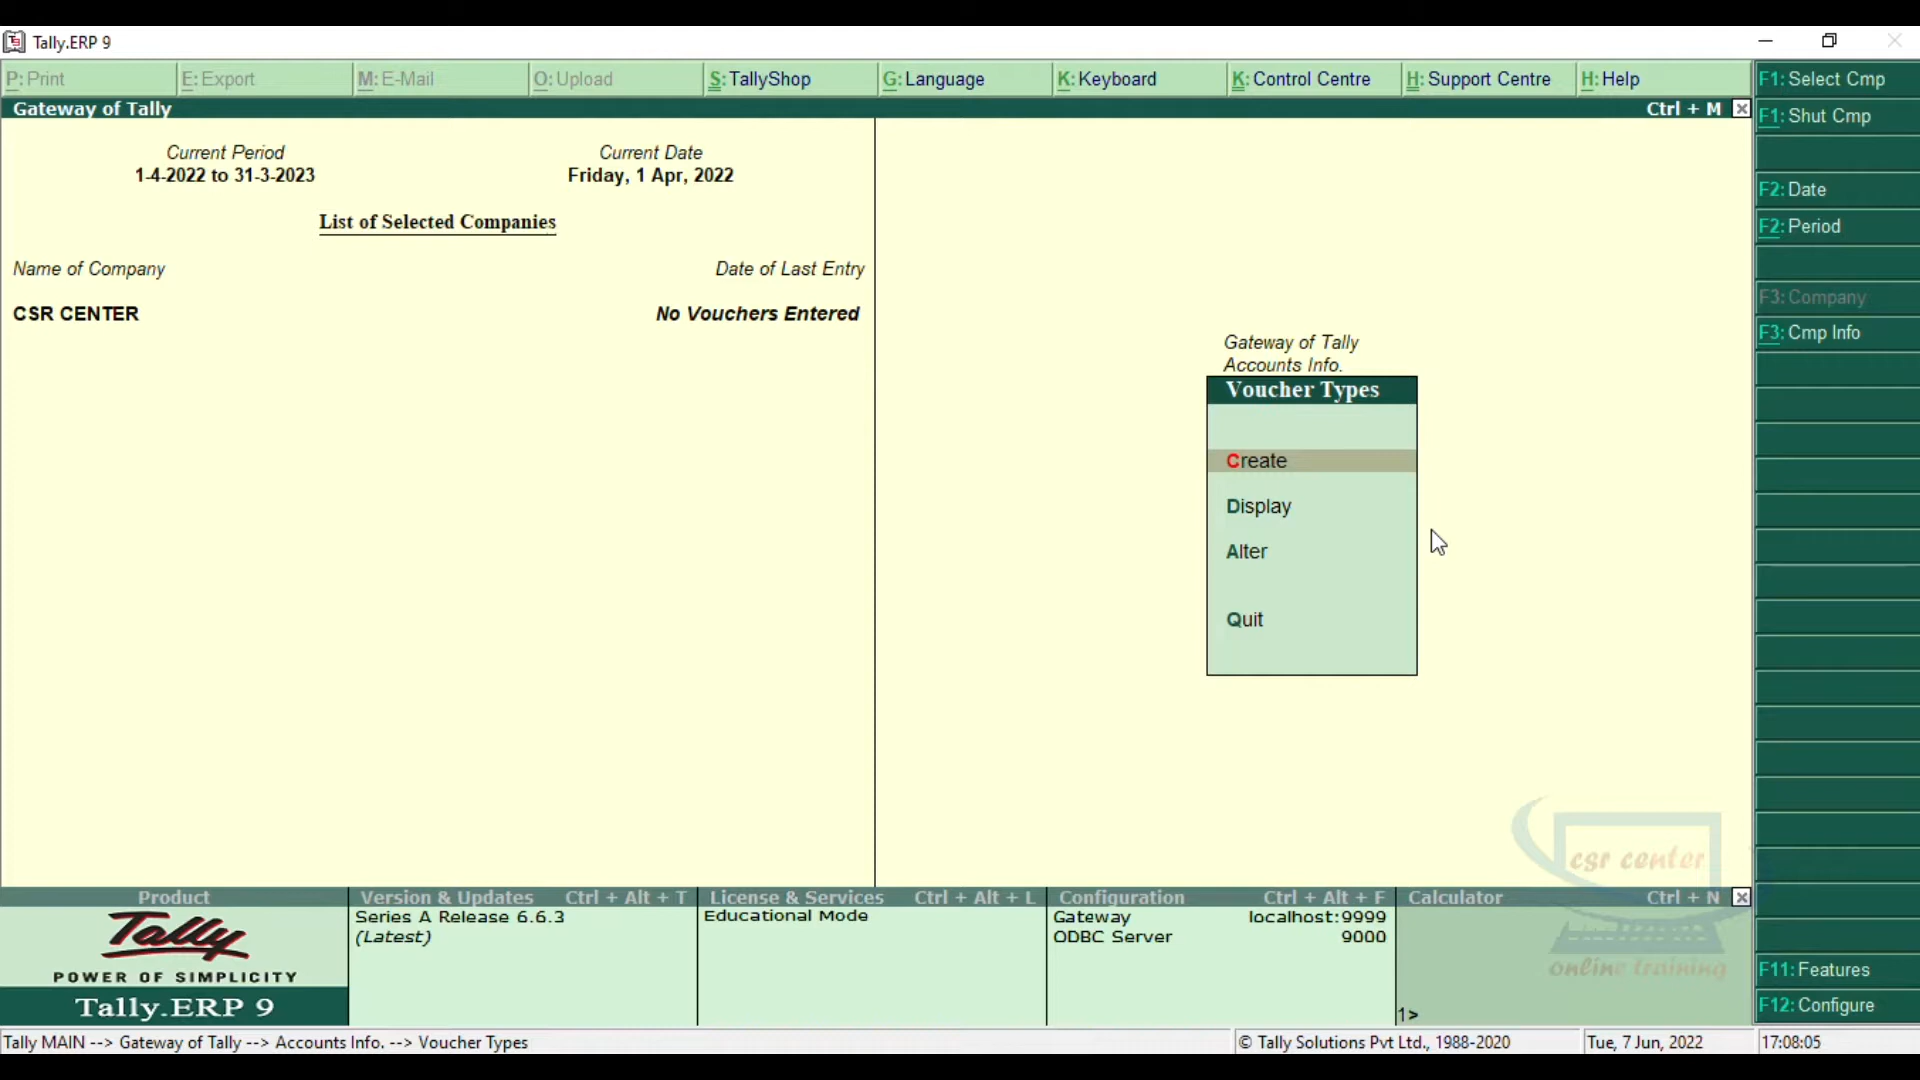 Tally.ERP 9
P: Print E: Export M: E-Mail O: Upload S: TallyShop G: Language K: Keyboard K: Control Centre H: Support Centre H: Help
Gateway of Tally Ctrl + M
Current Period Current Date
1-4-2022 to 31-3-2023 Friday, 1 Apr, 2022
List of Selected Companies
Name of Company Date of Last Entry
CSR CENTER No Vouchers Entered
Gateway of Tally
Accounts Info.
Voucher Types
Create
Display
Alter
Quit
F1: Select Cmp
F1: Shut Cmp
F2: Date
F2: Period
F3: Company
F3: Cmp Info
F11: Features
F12: Configure
csr center
online training
Product
Tally
POWER OF SIMPLICITY
Tally.ERP 9
Version & Updates Ctrl + Alt + T
Series A Release 6.6.3
(Latest)
License & Services Ctrl + Alt + L
Educational Mode
Configuration Ctrl + Alt + F
Gateway localhost:9999
ODBC Server 9000
Calculator Ctrl + N
1>
Tally MAIN --> Gateway of Tally --> Accounts Info. --> Voucher Types © Tally Solutions Pvt Ltd., 1988-2020 Tue, 7 Jun, 2022 17:08:05